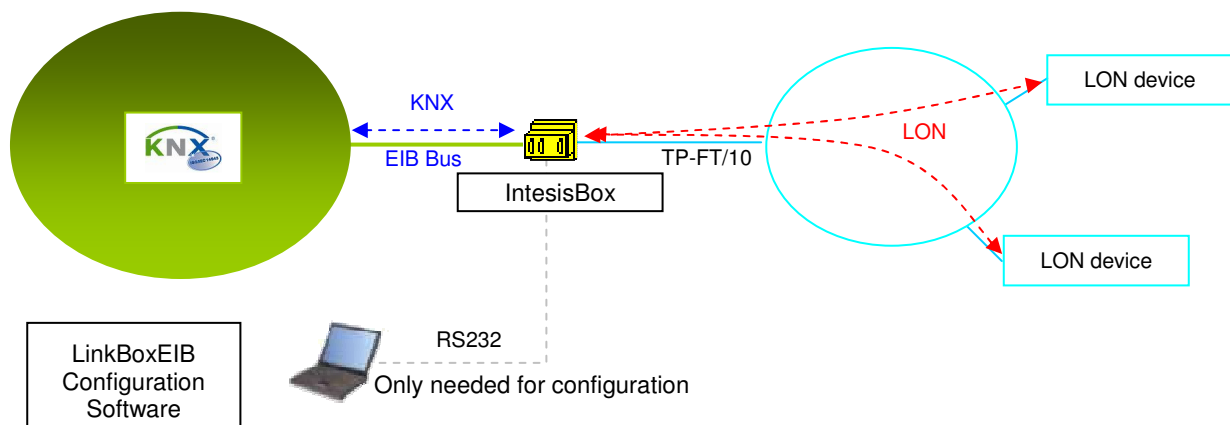 LON device
KNX
KNX
LON
EIB Bus
TP-FT/10
IntesisBox
LON device
RS232
LinkBoxEIB
Configuration
Software
Only needed for configuration